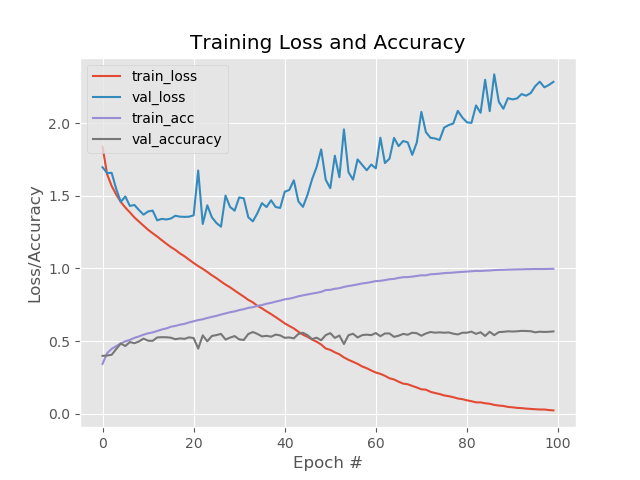 Training Loss and Accuracy
train_loss
val_loss
train_acc
val_accuracy
Loss/Accuracy
2.0
1.5
1.0
0.5
0.0
0 20 40 60 80 100
Epoch #